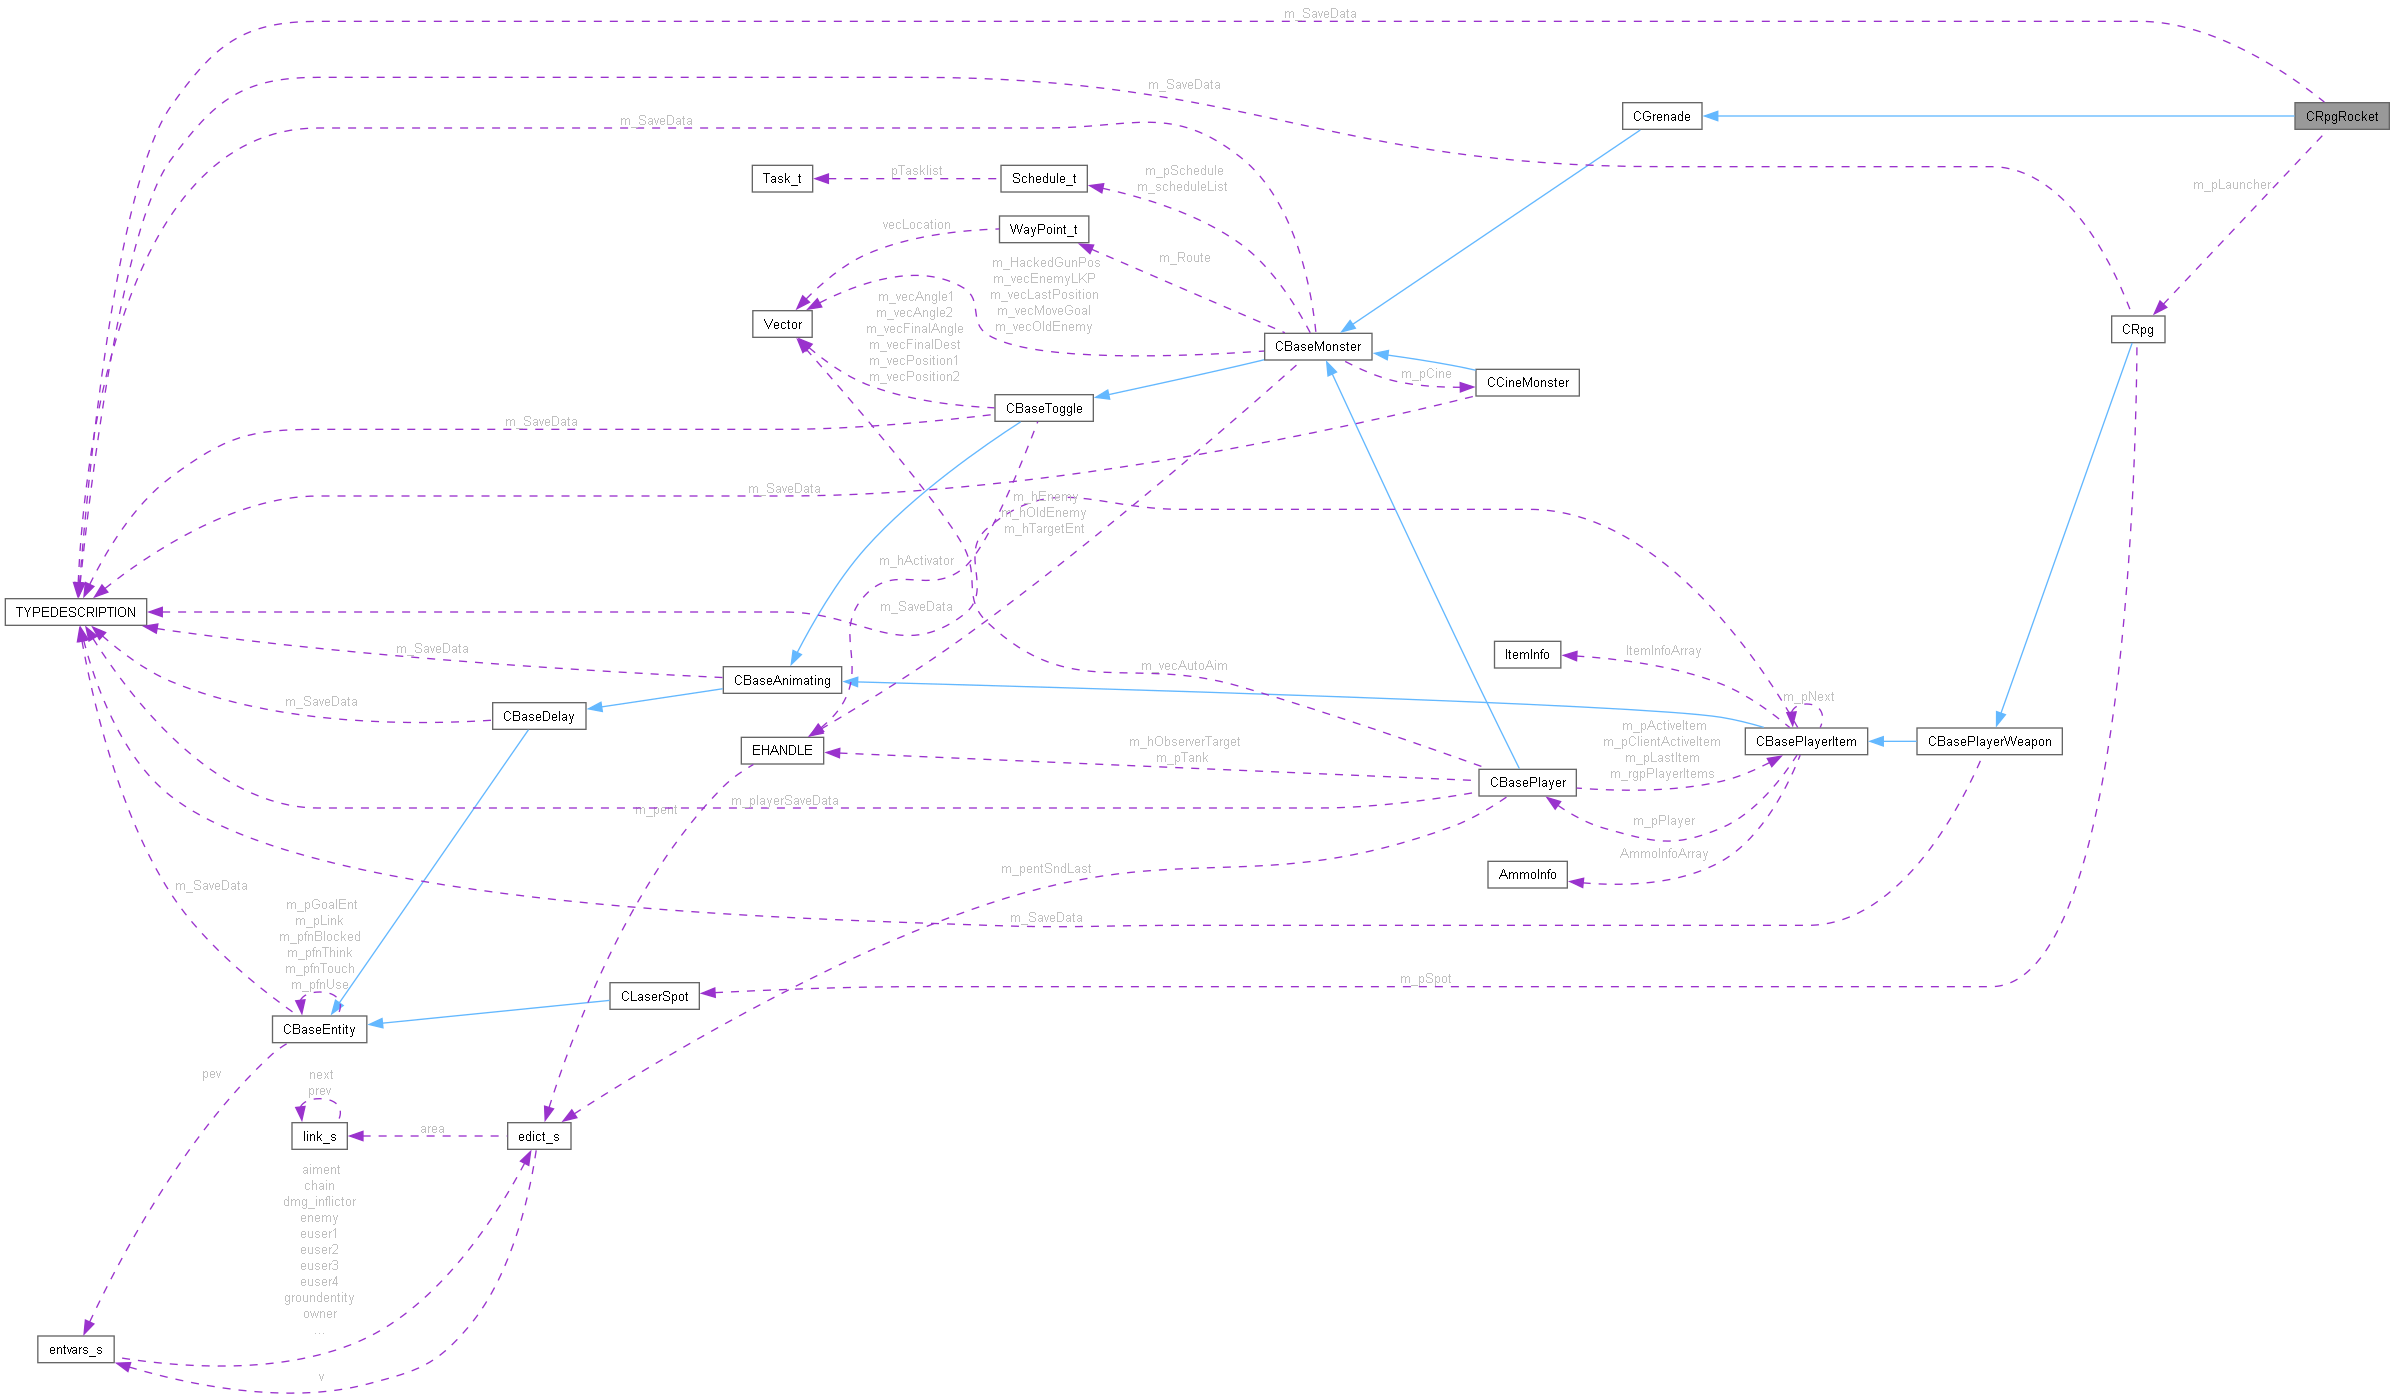 m_SaveData
m_SaveData
CGrenade
CRpgRocket
m_SaveData
Task_t
pTasklist
Schedule_t
m_pSchedule
m_scheduleList
m_pLauncher
vecLocation
WayPoint_t
m_Route
m_HackedGunPos
m_vecEnemyLKP
m_vecLastPosition
m_vecMoveGoal
m_vecOldEnemy
m_vecAngle1
m_vecAngle2
m_vecFinalAngle
m_vecFinalDest
m_vecPosition1
m_vecPosition2
Vector
CRpg
CBaseMonster
m_pCine
CCineMonster
CBaseToggle
m_SaveData
m_SaveData
m_hEnemy
m_hOldEnemy
m_hTargetEnt
m_hActivator
m_SaveData
TYPEDESCRIPTION
m_SaveData
ItemInfo
ItemInfoArray
m_vecAutoAim
CBaseAnimating
m_SaveData
CBaseDelay
m_pNext
m_pActiveItem
m_pClientActiveItem
m_pLastItem
m_rgpPlayerItems
CBasePlayerItem
CBasePlayerWeapon
EHANDLE
m_hObserverTarget
m_pTank
CBasePlayer
m_playerSaveData
m_pent
m_pPlayer
AmmoInfoArray
m_pentSndLast
AmmoInfo
m_SaveData
m_SaveData
m_pGoalEnt
m_pLink
m_pfnBlocked
m_pfnThink
m_pfnTouch
m_pfnUse
m_pSpot
CLaserSpot
CBaseEntity
pev
next
prev
link_s
area
edict_s
aiment
chain
dmg_inflictor
enemy
euser1
euser2
euser3
euser4
groundentity
owner
...
entvars_s
v